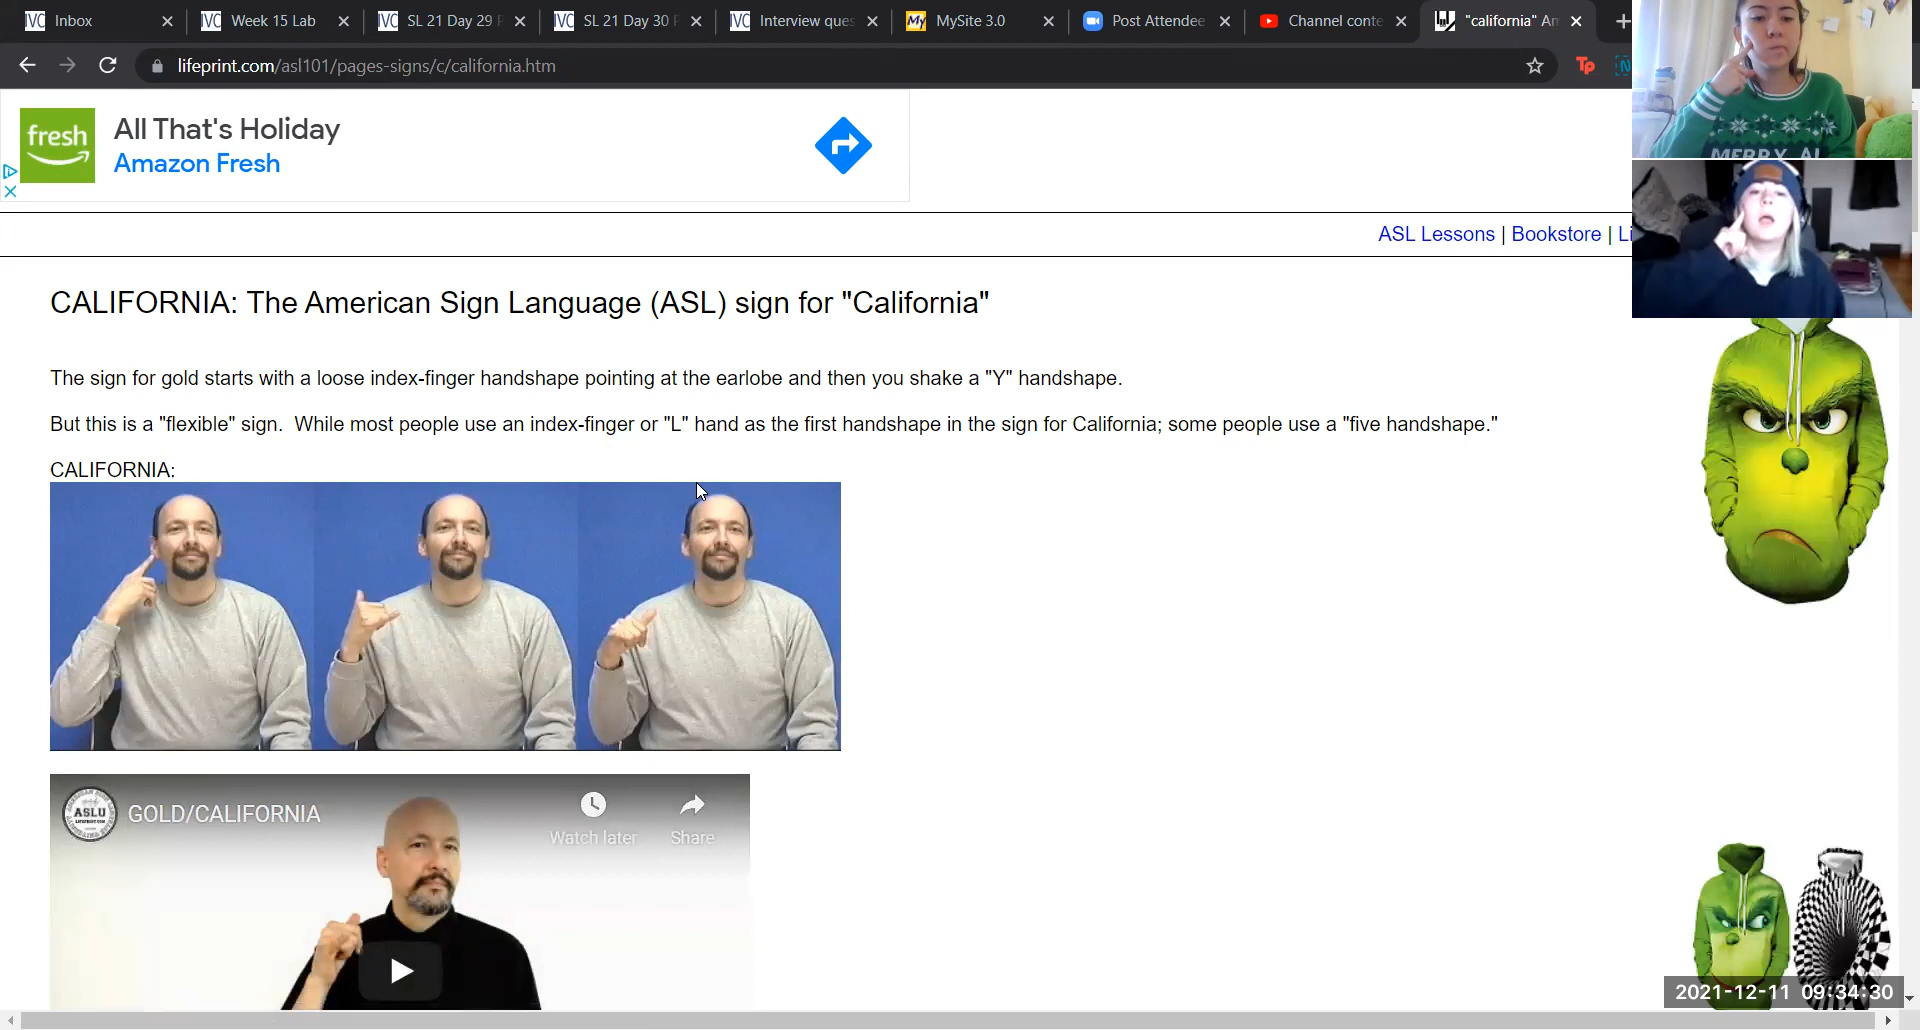 Inbox
Week 15 Lab
SL 21 Day 29 P
SL 21 Day 30 P
Interview ques
My
MySite 3.0
Post Attendee
Channel conte
"california" Am
lifeprint.com/asl101/pages-signs/c/california.htm
Tp
N
fresh
All That's Holiday
Amazon Fresh
MERRY
ASL Lessons | Bookstore | Li
CALIFORNIA: The American Sign Language (ASL) sign for "California"
The sign for gold starts with a loose index-finger handshape pointing at the earlobe and then you shake a "Y" handshape.
But this is a "flexible" sign.  While most people use an index-finger or "L" hand as the first handshape in the sign for California; some people use a "five handshape."
CALIFORNIA:
ASLU
GOLD/CALIFORNIA
Watch later
Share
2021-12-11 09:34:30